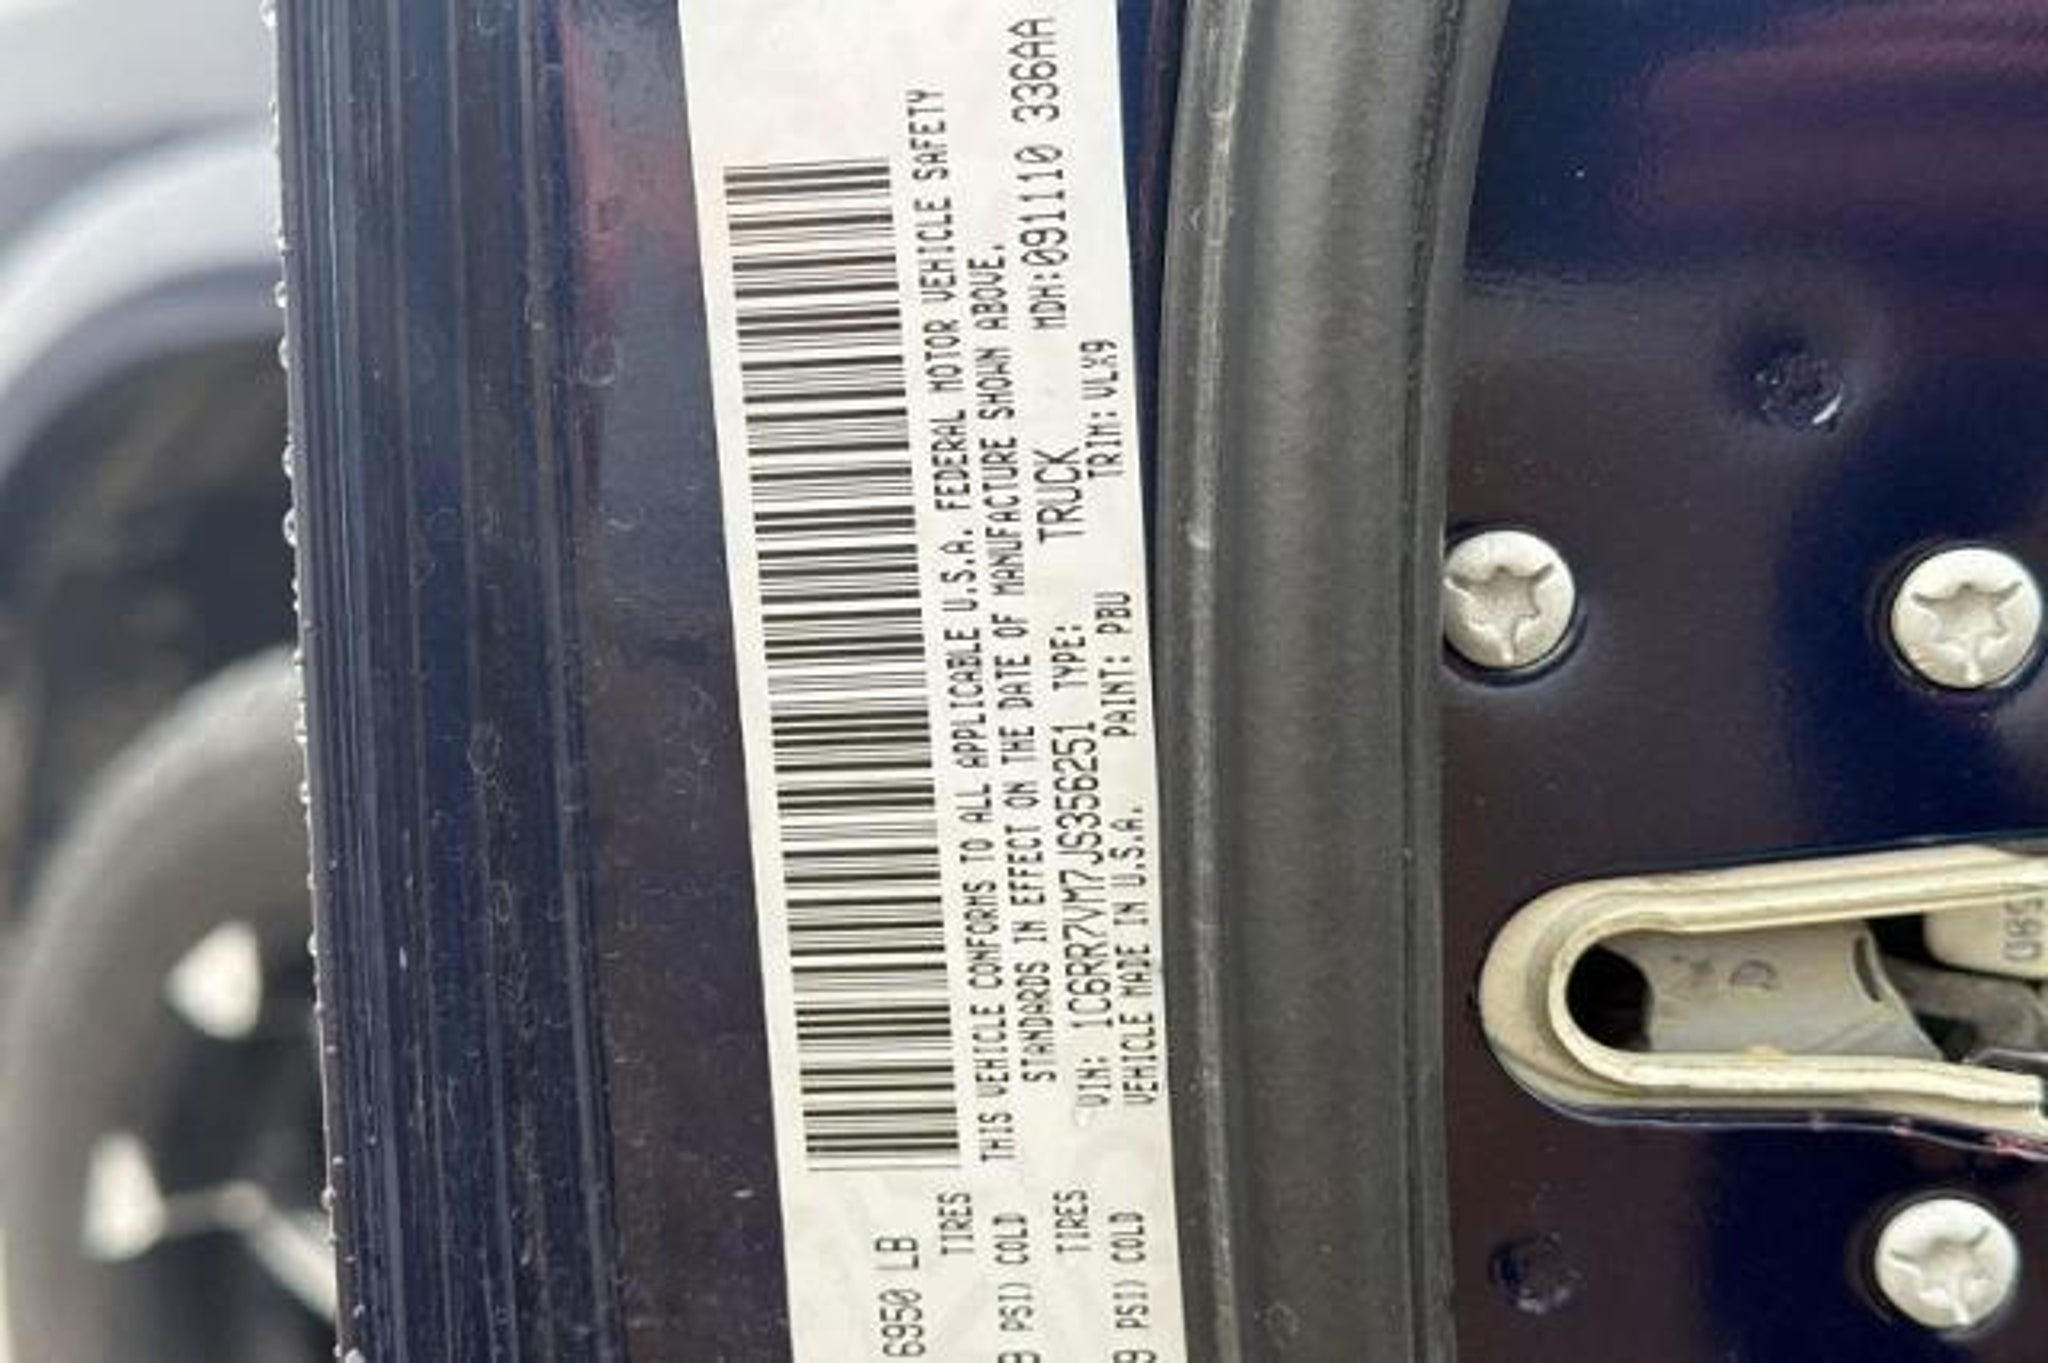 6950 LB
TIRES
PSI) COLD
TIRES
PSI) COLD
THIS VEHICLE CONFORMS TO ALL APPLICABLE U.S.A. FEDERAL MOTOR VEHICLE SAFETY
STANDARDS IN EFFECT ON THE DATE OF MANUFACTURE SHOWN ABOVE.
VIN: 1C6RR7VM7JS356251 TYPE: TRUCK MDH:091110 336AA
VEHICLE MADE IN U.S.A. PAINT: PBU TRIM: VLX9